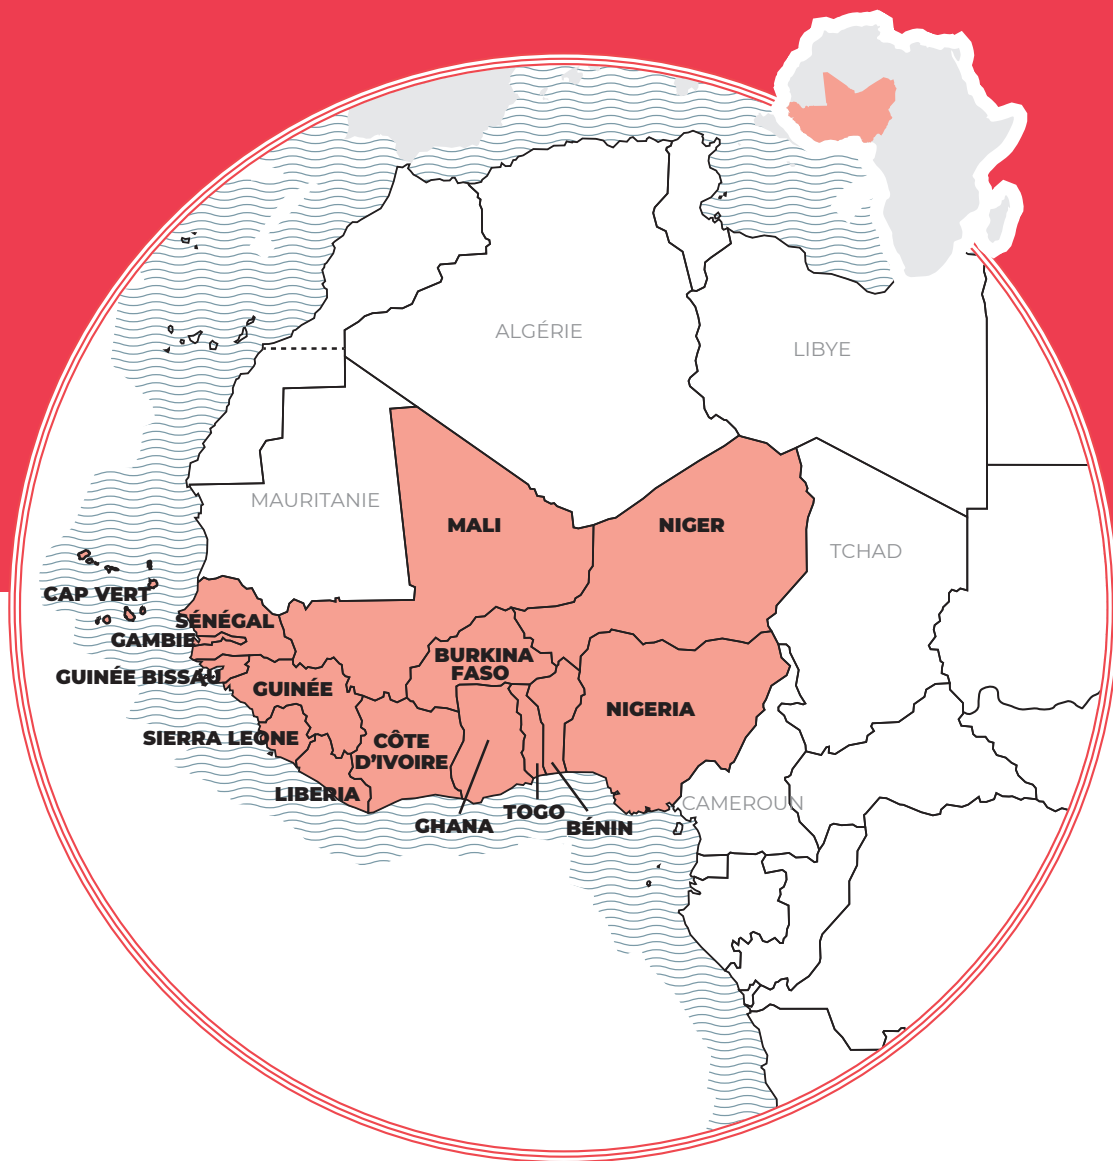 ALGÉRIE
LIBYE
MAURITANIE
MALI
NIGER
TCHAD
CAP VERT
SÉNÉGAL
GAMBIE
BURKINA
FASO
GUINÉE BISSAU
GUINÉE
NIGERIA
SIERRA LEONE
CÔTE
D'IVOIRE
LIBERIA
CAMEROUN
TOGO
GHANA
BÉNIN